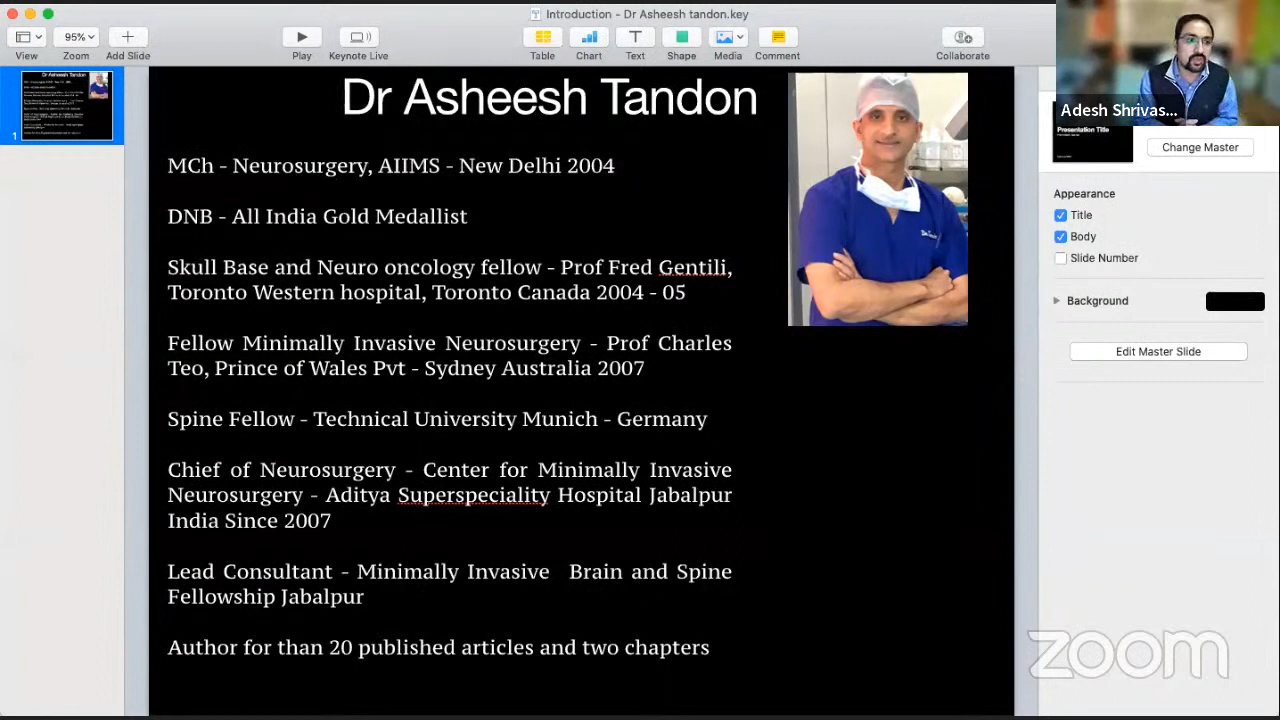 Introduction - Dr Asheesh tandon.key
View
95%
Zoom
Add Slide
Play
Keynote Live
Table
Chart
Text
Shape
Media
Comment
Collaborate
Adesh Shrivas...
1
Dr Asheesh Tandon
MCh - Neurosurgery, AIIMS - New Delhi 2004
DNB - All India Gold Medallist
Skull Base and Neuro oncology fellow - Prof Fred Gentili,
Toronto Western hospital, Toronto Canada 2004 - 05
Fellow Minimally Invasive Neurosurgery - Prof Charles
Teo, Prince of Wales Pvt - Sydney Australia 2007
Spine Fellow - Technical University Munich - Germany
Chief of Neurosurgery - Center for Minimally Invasive
Neurosurgery - Aditya Superspeciality Hospital Jabalpur
India Since 2007
Lead Consultant - Minimally Invasive Brain and Spine
Fellowship Jabalpur
Author for than 20 published articles and two chapters
Presentation Title
Change Master
Appearance
Title
Body
Slide Number
Background
Edit Master Slide
zoom